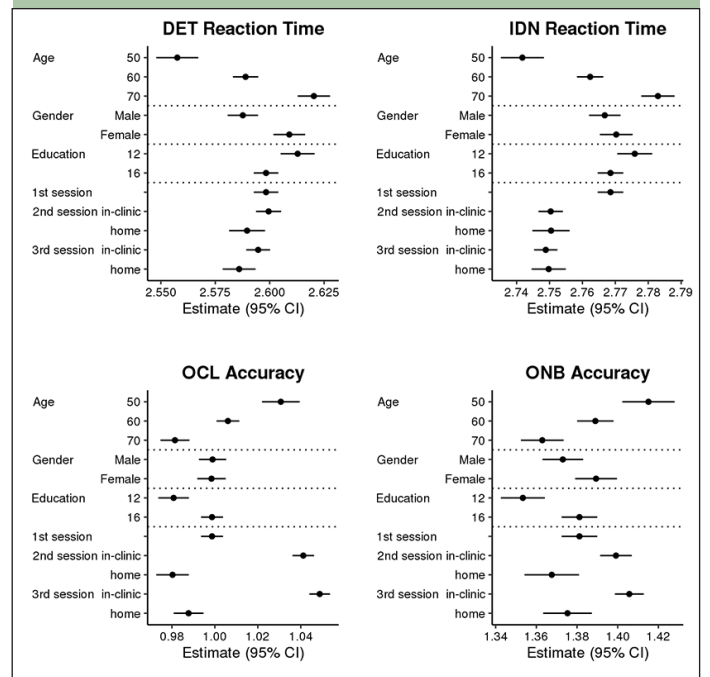 DET Reaction Time
Age 50
60
70
Gender Male
Female
Education 12
16
1st session
2nd session in-clinic
home
3rd session in-clinic
home
2.550 2.575 2.600 2.625
Estimate (95% CI)
IDN Reaction Time
Age 50
60
70
Gender Male
Female
Education 12
16
1st session
2nd session in-clinic
home
3rd session in-clinic
home
2.74 2.75 2.76 2.77 2.78 2.79
Estimate (95% CI)
OCL Accuracy
Age 50
60
70
Gender Male
Female
Education 12
16
1st session
2nd session in-clinic
home
3rd session in-clinic
home
0.98 1.00 1.02 1.04
Estimate (95% CI)
ONB Accuracy
Age 50
60
70
Gender Male
Female
Education 12
16
1st session
2nd session in-clinic
home
3rd session in-clinic
home
1.34 1.36 1.38 1.40 1.42
Estimate (95% CI)